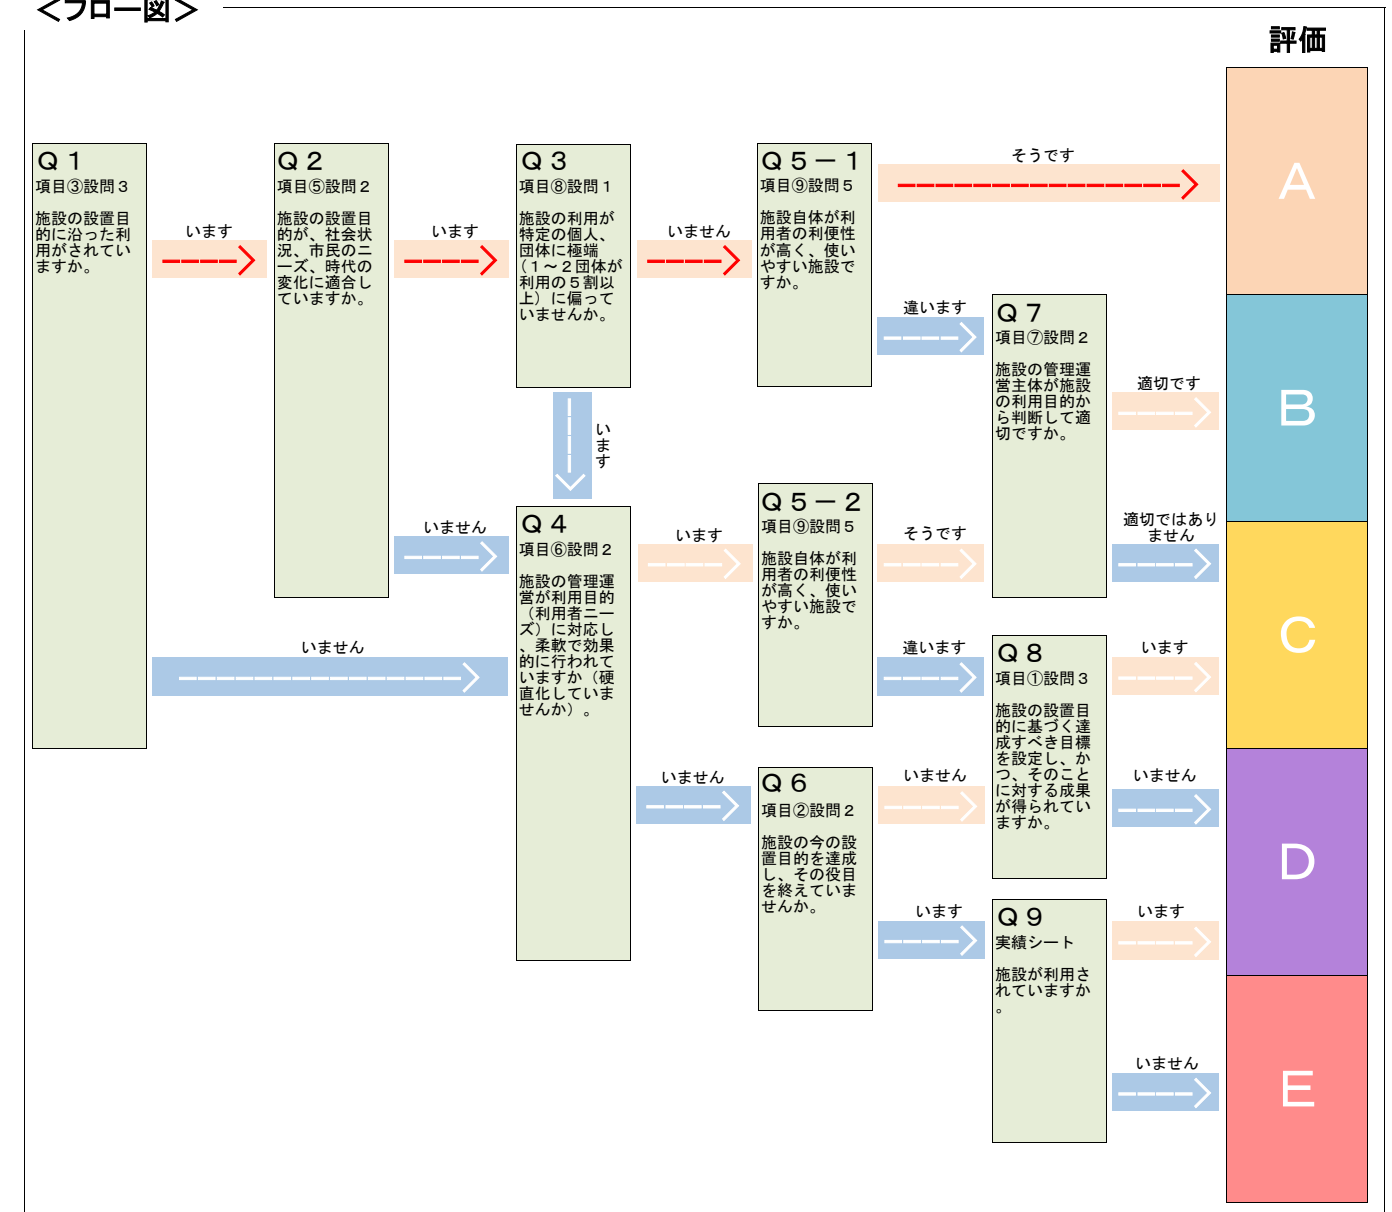 ＜フロー図＞
評価
Ｑ１
項目③設問３
施設の設置目
的に沿った利
用がされてい
ますか。
います
Ｑ２
項目⑤設問２
施設の設置目
的が、社会状
況、市民のニ
ーズ、時代の
変化に適合し
ていますか。
います
Ｑ３
項目⑧設問１
施設の利用が
特定の個人、
団体に極端
（１～２団体が
利用の５割以
上）に偏って
いませんか。
いません
Ｑ５－１
項目⑨設問５
施設自体が利
用者の利便性
が高く、使い
やすい施設で
すか。
そうです
違います
Ｑ７
項目⑦設問２
施設の管理運
営主体が施設
の利用目的か
ら判断して適
切ですか。
適切です
適切ではあり
ません
います
いません
いません
Ｑ４
項目⑥設問２
施設の管理運
営が利用目的
（利用者ニー
ズ）に対応し
、柔軟で効果
的に行われて
いますか（硬
直化していま
せんか）。
います
Ｑ５－２
項目⑨設問５
施設自体が利
用者の利便性
が高く、使い
やすい施設で
すか。
そうです
違います
Ｑ８
項目①設問３
施設の設置目
的に基づく達
成すべき目標
を設定し、か
つ、そのこと
に対する成果
が得られてい
ますか。
います
いません
いません
Ｑ６
項目②設問２
施設の今の設
置目的を達成
し、その役目
を終えていま
せんか。
いません
います
Ｑ９
実績シート
施設が利用さ
れていますか
。
います
いません
A
B
C
D
E